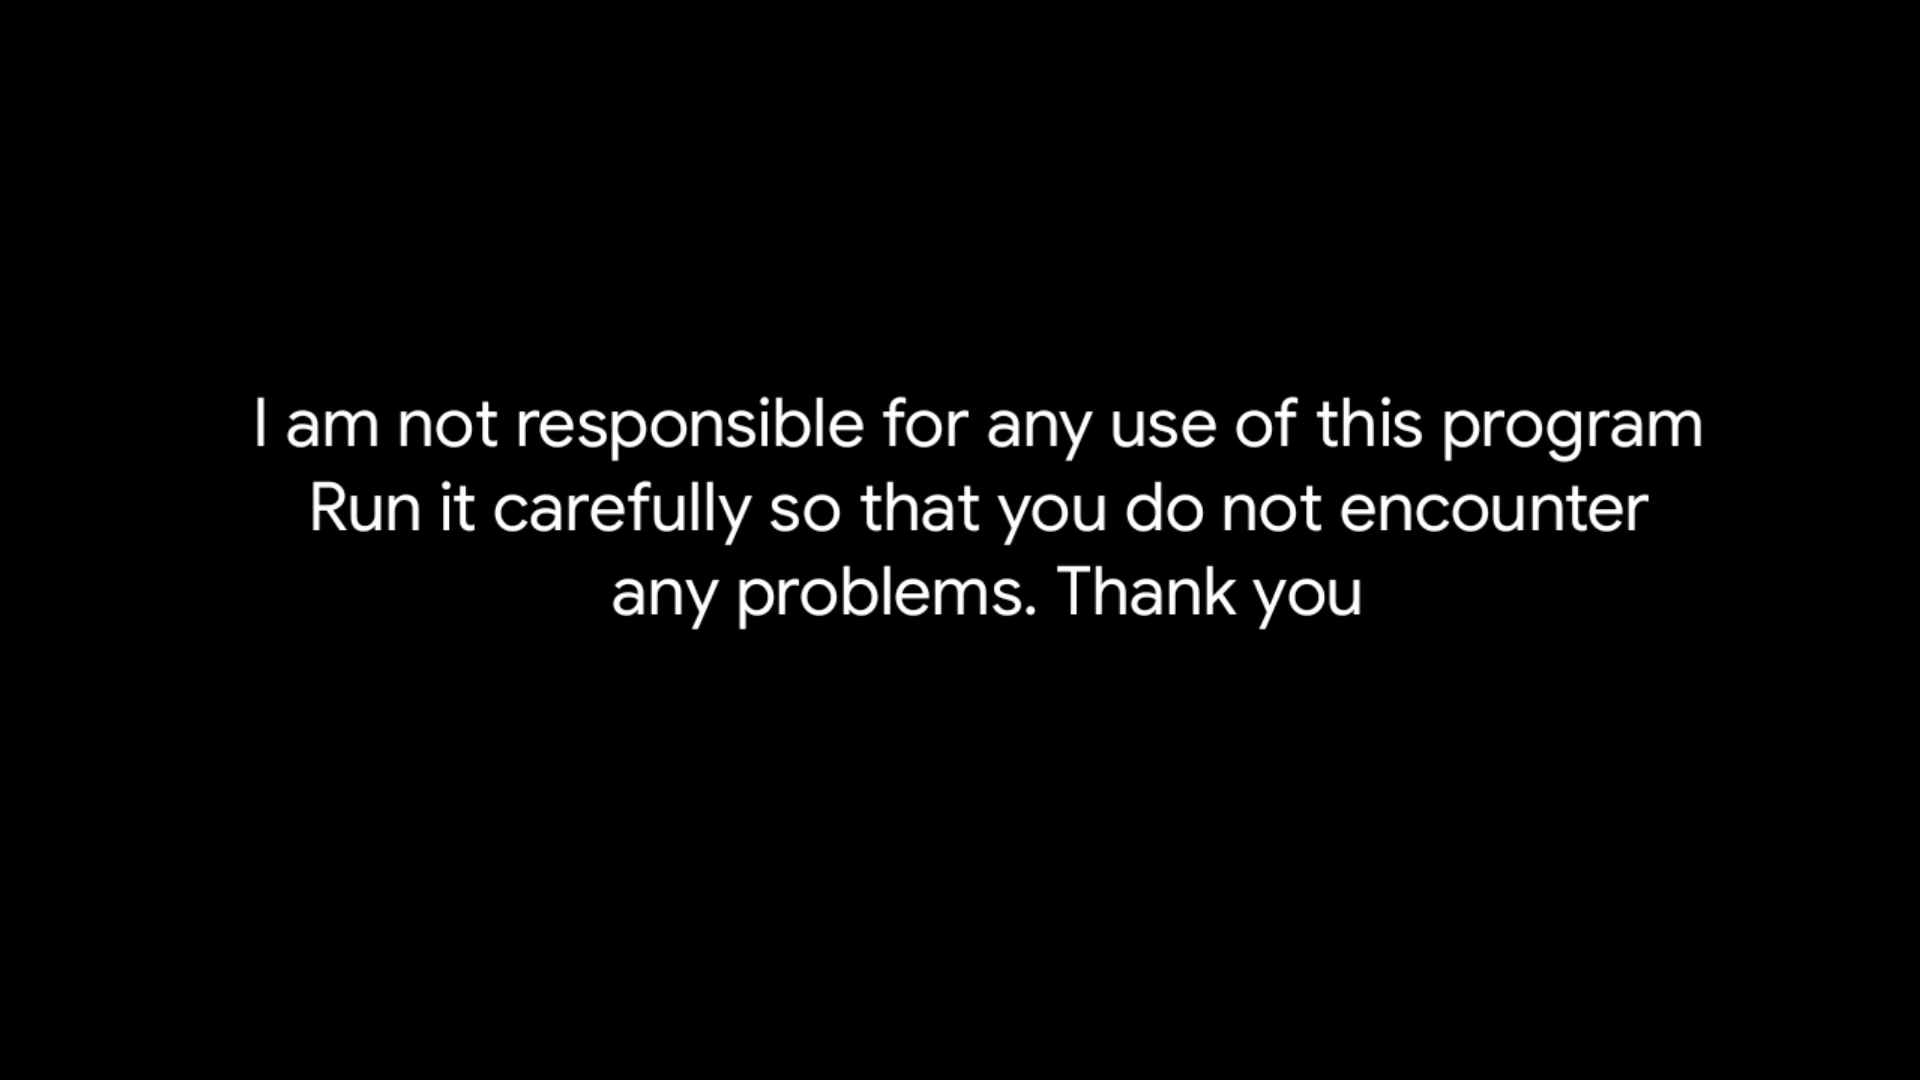 I am not responsible for any use of this program
Run it carefully so that you do not encounter
any problems. Thank you